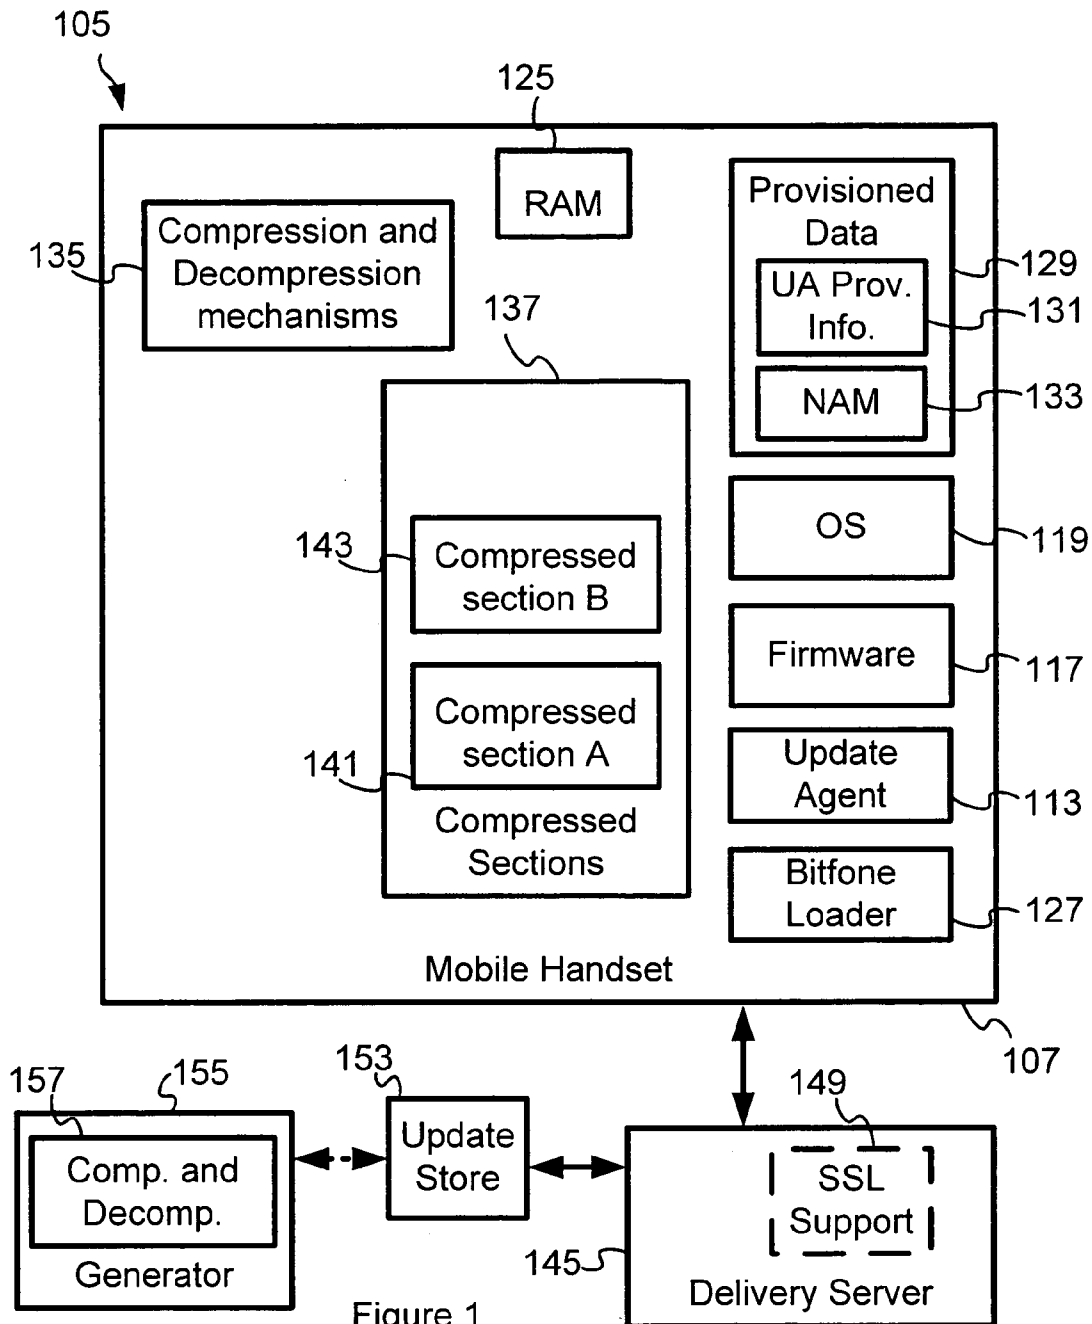 105
125
RAM
Provisioned
Data
129
UA Prov.
Info.
131
NAM
133
Compression and
Decompression
mechanisms
135
137
OS
119
143
Compressed
section B
Firmware
117
Compressed
section A
141
Update
Agent
113
Compressed
Sections
Bitfone
Loader
127
Mobile Handset
107
157
155
153
149
Comp. and
Decomp.
Generator
Update
Store
SSL
Support
145
Delivery Server
Figure 1